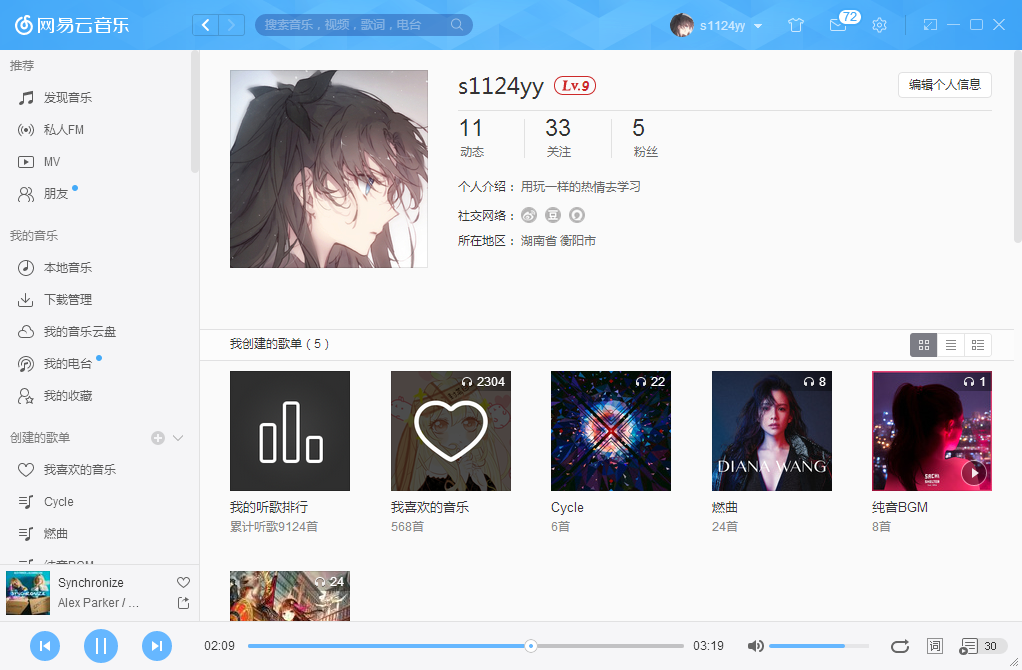 网易云音乐
搜索音乐，视频，歌词，电台
s1124yy
72
推荐
发现音乐
私人FM
MV
朋友
我的音乐
本地音乐
下载管理
我的音乐云盘
我的电台
我的收藏
创建的歌单
我喜欢的音乐
Cycle
燃曲
纯音BGM
s1124yy
Lv.9
编辑个人信息
11
动态
33
关注
5
粉丝
个人介绍：用玩一样的热情去学习
社交网络：
豆
所在地区：湖南省 衡阳市
我创建的歌单（5）
我的听歌排行
累计听歌9124首
2304
我喜欢的音乐
568首
22
Cycle
6首
8
DIANA WANG
燃曲
24首
1
纯音BGM
8首
24
SYNCHRONIZE
Synchronize
Alex Parker / ...
02:09
03:19
词
30